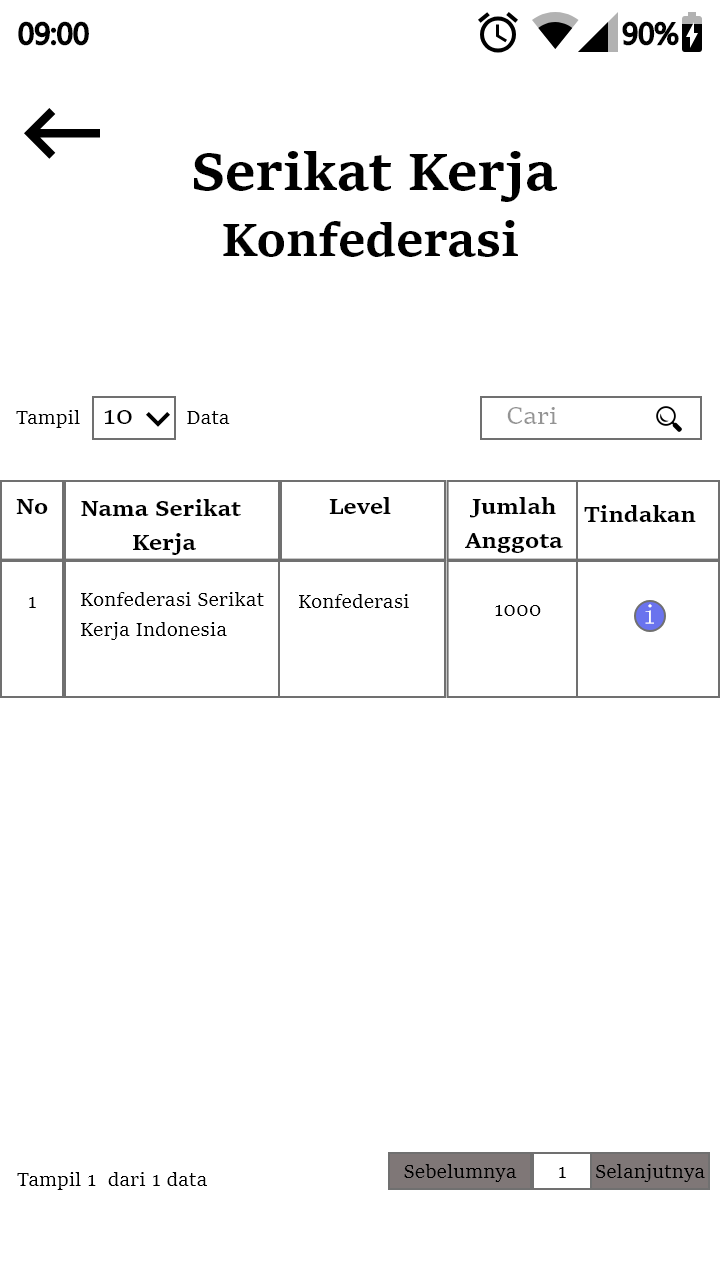 09:00 90%
Serikat Kerja
Konfederasi
Tampil 10 Data Cari
No Nama Serikat Kerja Level Jumlah Anggota Tindakan
1 Konfederasi Serikat Kerja Indonesia Konfederasi 1000 i
Tampil 1 dari 1 data Sebelumnya 1 Selanjutnya